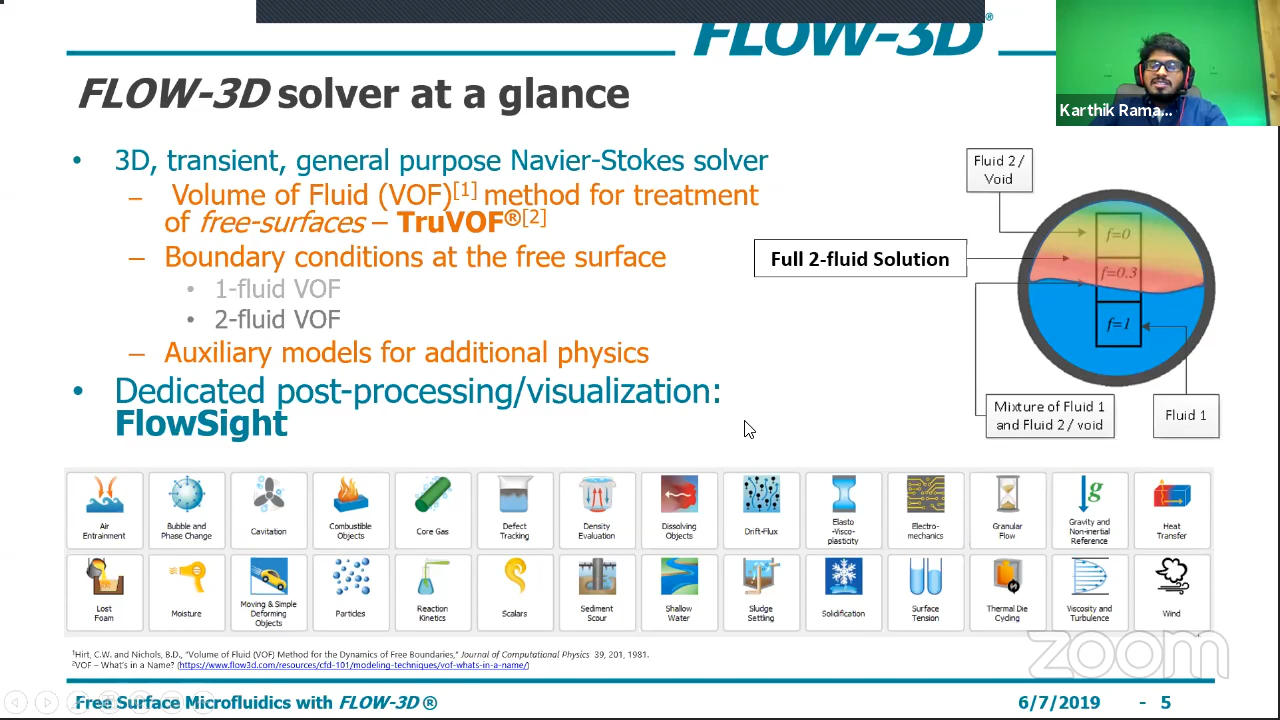 FLOW-3D®
FLOW-3D solver at a glance
Karthik Rama...
• 3D, transient, general purpose Navier-Stokes solver
– Volume of Fluid (VOF)[1] method for treatment
of free-surfaces – TruVOF®[2]
– Boundary conditions at the free surface
• 1-fluid VOF
• 2-fluid VOF
– Auxiliary models for additional physics
• Dedicated post-processing/visualization:
FlowSight
Fluid 2 /
Void
Full 2-fluid Solution
f=0
f=0.3
f=1
Mixture of Fluid 1
and Fluid 2 / void
Fluid 1
Air
Entrainment
Bubble and
Phase Change
Cavitation
Combustible
Objects
Core Gas
Defect
Tracking
Density
Evaluation
Dissolving
Objects
Drift-Flux
Elasto
-Visco-
plasticity
Electro-
mechanics
Granular
Flow
g
Gravity and
Non-inertial
Reference
Heat
Transfer
Lost
Foam
Moisture
Moving & Simple
Deforming
Objects
Particles
Reaction
Kinetics
Scalars
Sediment
Scour
Shallow
Water
Sludge
Settling
Solidification
Surface
Tension
Thermal Die
Cycling
Viscosity and
Turbulence
Wind
1Hirt, C.W. and Nichols, B.D., "Volume of Fluid (VOF) Method for the Dynamics of Free Boundaries," Journal of Computational Physics 39, 201, 1981.
2VOF – What's in a Name? (https://www.flow3d.com/resources/cfd-101/modeling-techniques/vof-whats-in-a-name/)
zoom
Free Surface Microfluidics with FLOW-3D ®
6/7/2019 - 5